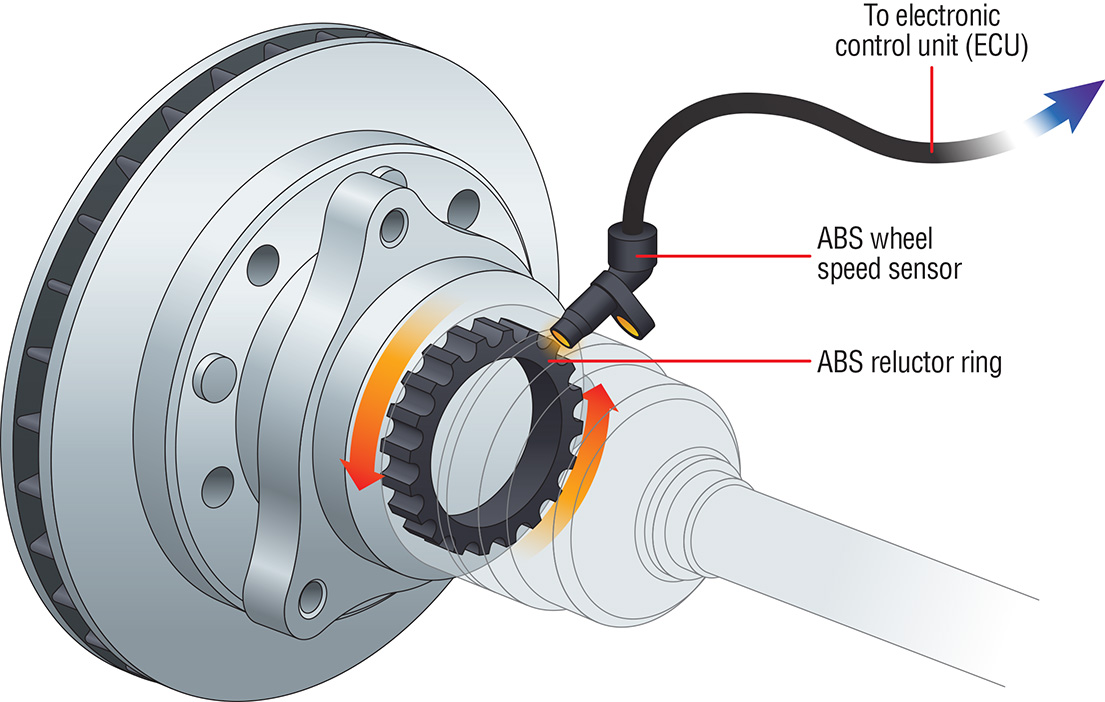 To electronic
control unit (ECU)
ABS wheel
speed sensor
ABS reluctor ring